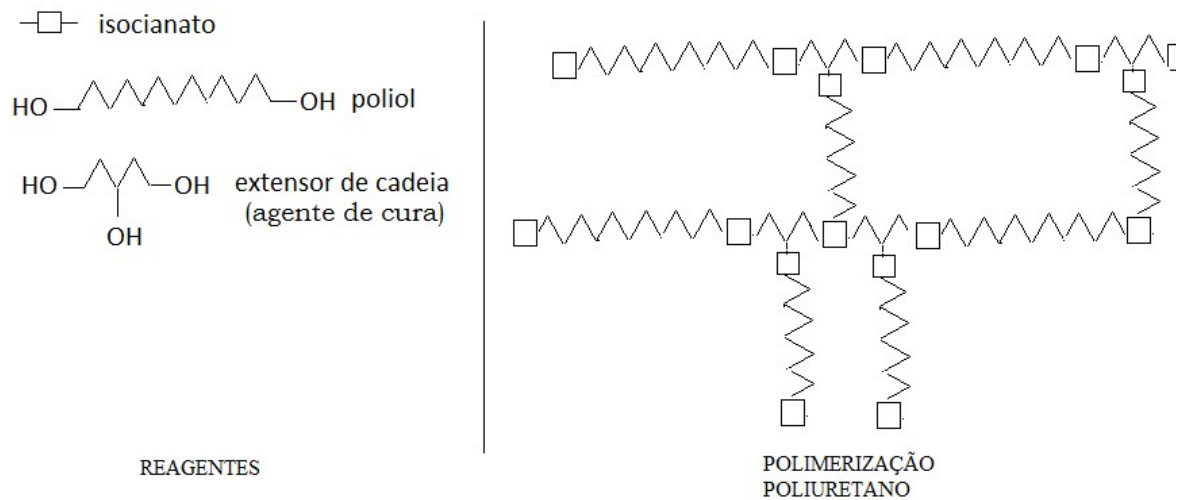 isocianato
HO OH poliol
HO OH extensor de cadeia
(agente de cura)
OH
REAGENTES
POLIMERIZAÇÃO
POLIURETANO